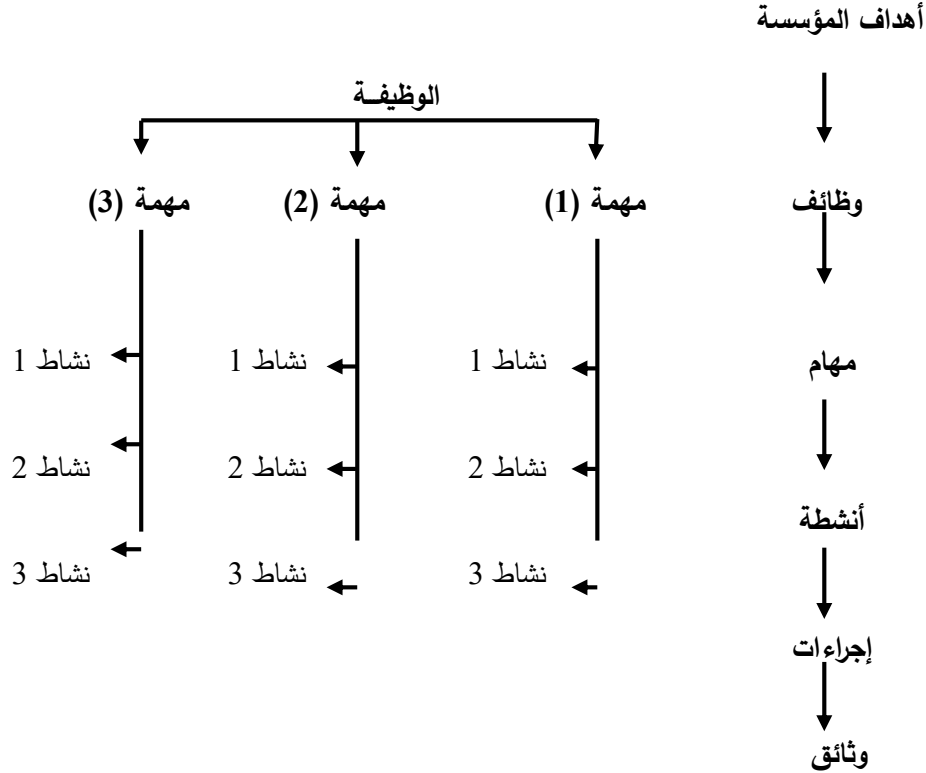 أهداف المؤسسة
الوظيفــة
وظائف
مهمة (1)
مهمة (2)
مهمة (3)
مهام
نشاط 1
نشاط 1
نشاط 1
نشاط 2
نشاط 2
نشاط 2
أنشطة
نشاط 3
نشاط 3
نشاط 3
إجراءات
وثائق